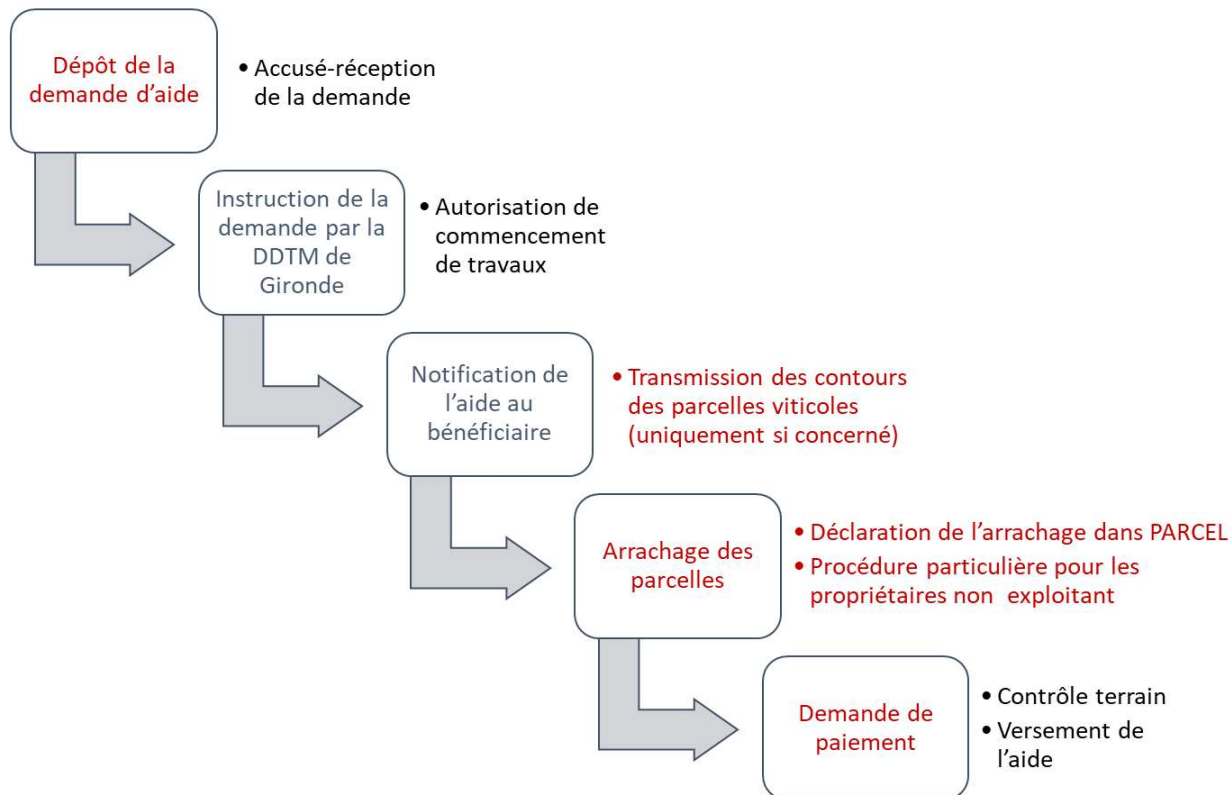 Dépôt de la
demande d'aide
• Accusé-réception
de la demande
Instruction de la
demande par la
DDTM de
Gironde
• Autorisation de
commencement
de travaux
Notification de
l'aide au
bénéficiaire
• Transmission des contours
des parcelles viticoles
(uniquement si concerné)
Arrachage des
parcelles
• Déclaration de l'arrachage dans PARCEL
• Procédure particulière pour les
propriétaires non exploitant
Demande de
paiement
• Contrôle terrain
• Versement de
l'aide